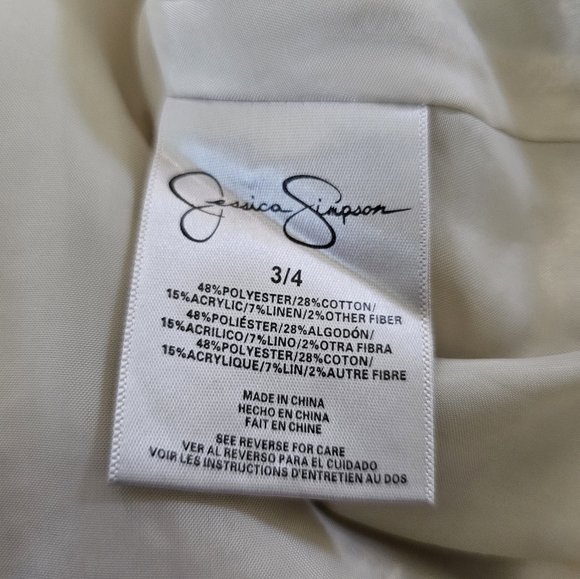 Jessica Simpson
3/4
48%POLYESTER/28%COTTON/
15%ACRYLIC/7%LINEN/2%OTHER FIBER
48%POLIÉSTER/28%ALGODÓN/
15%ACRILICO/7%LINO/2%OTRA FIBRA
48%POLYESTER/28%COTON/
15%ACRYLIQUE/7%LIN/2%AUTRE FIBRE
MADE IN CHINA
HECHO EN CHINA
FAIT EN CHINE
SEE REVERSE FOR CARE
VER AL REVERSO PARA EL CUIDADO
VOIR LES INSTRUCTIONS D'ENTRETIEN AU DOS